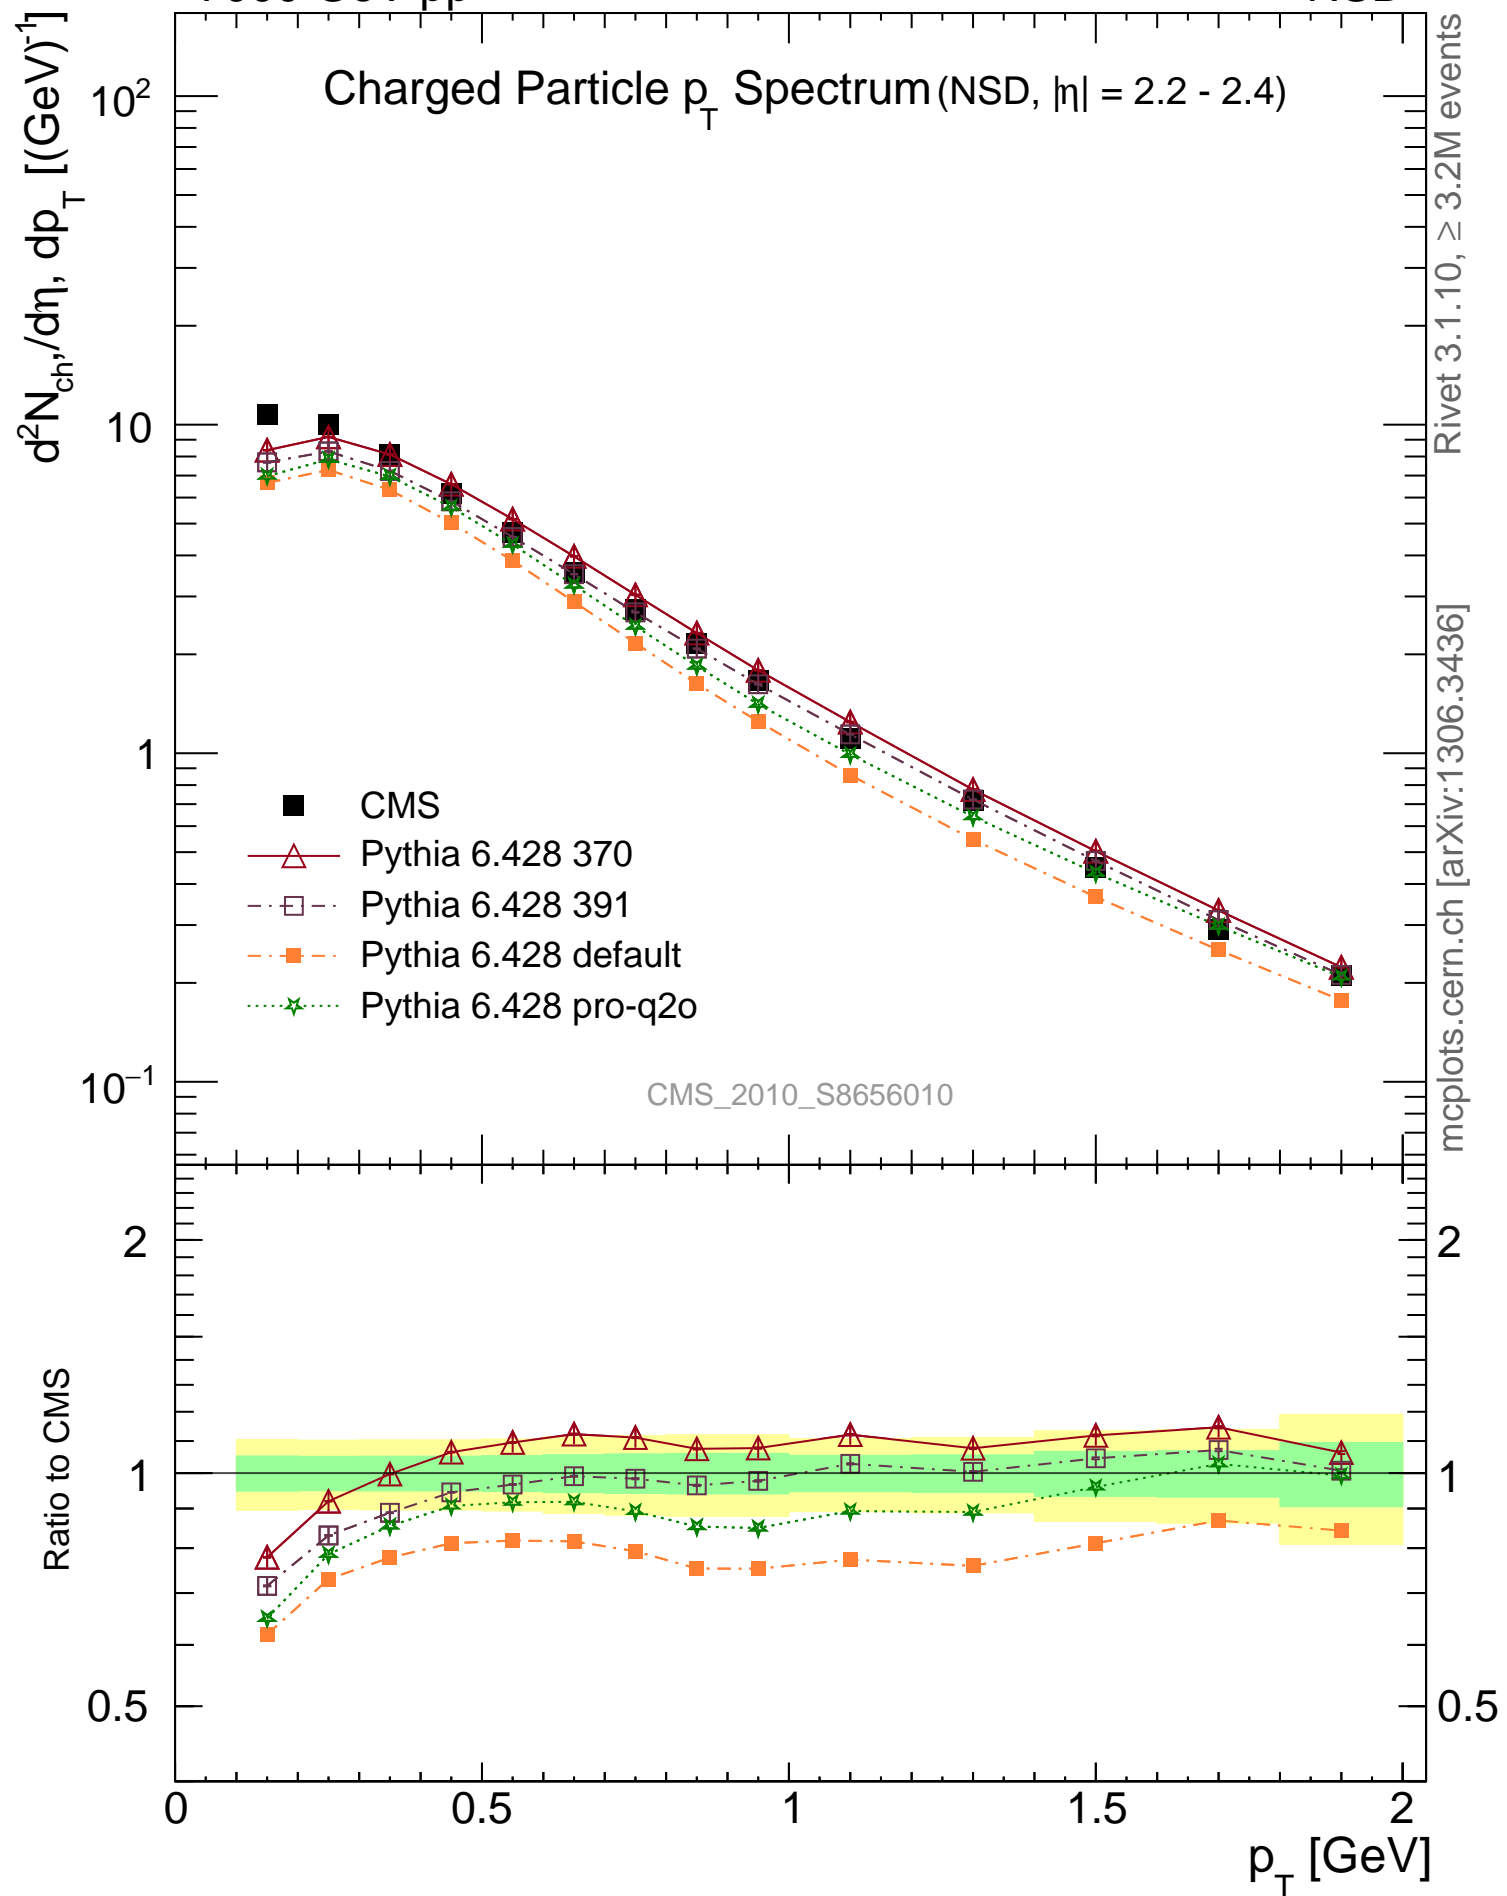 Charged Particle p_T Spectrum (NSD, |η| = 2.2 - 2.4)
d²N_ch,/dη, dp_T [(GeV)⁻¹]
10²
10
1
10⁻¹
CMS
Pythia 6.428 370
Pythia 6.428 391
Pythia 6.428 default
Pythia 6.428 pro-q2o
CMS_2010_S8656010
Rivet 3.1.10, ≥ 3.2M events
mcplots.cern.ch [arXiv:1306.3436]
Ratio to CMS
2
1
0.5
2
1
0.5
0
0.5
1
1.5
2
p_T [GeV]